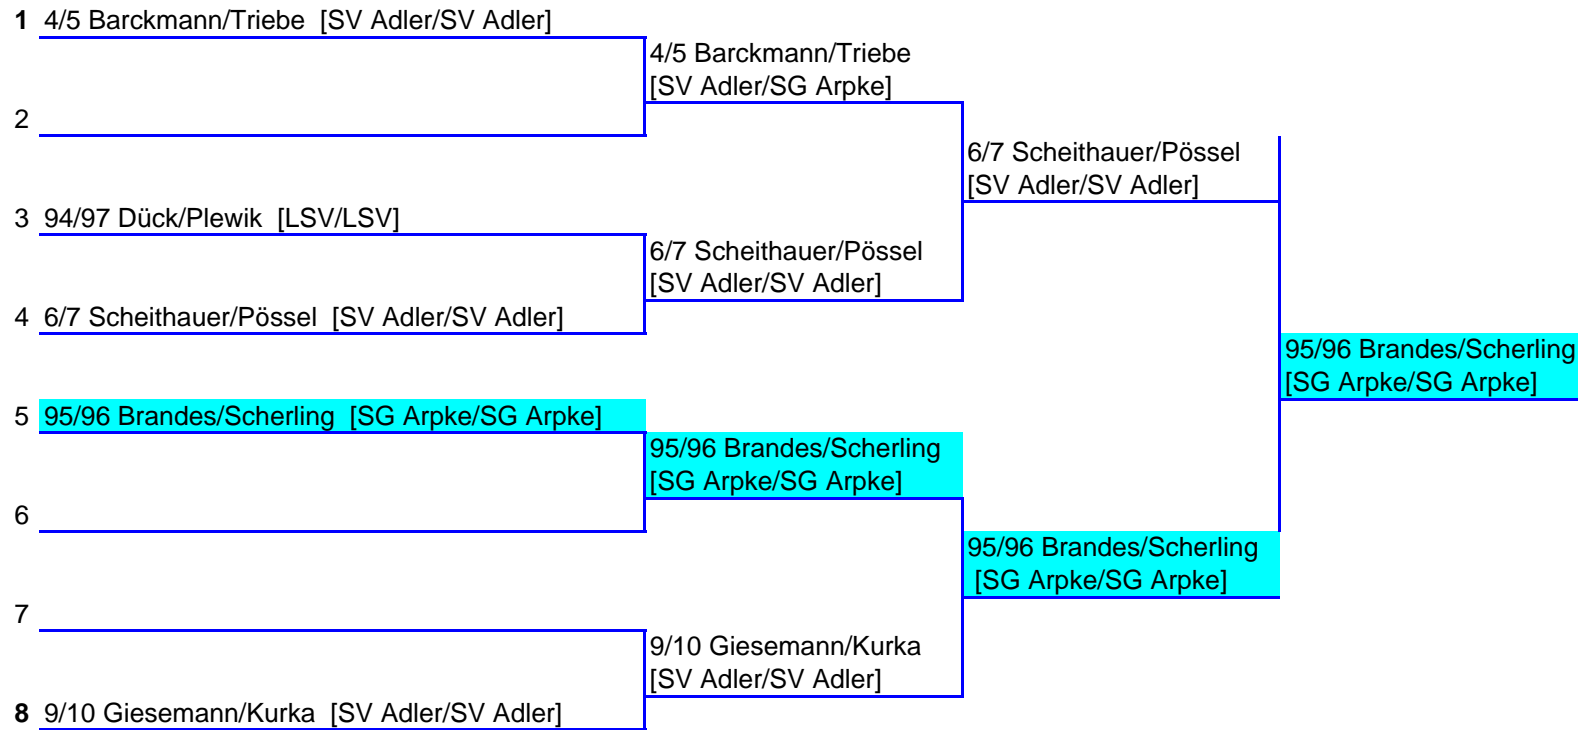 1 4/5 Barckmann/Triebe [SV Adler/SV Adler]
4/5 Barckmann/Triebe
[SV Adler/SG Arpke]
2
6/7 Scheithauer/Pössel
[SV Adler/SV Adler]
3 94/97 Dück/Plewik [LSV/LSV]
6/7 Scheithauer/Pössel
[SV Adler/SV Adler]
4 6/7 Scheithauer/Pössel [SV Adler/SV Adler]
95/96 Brandes/Scherling
[SG Arpke/SG Arpke]
5 95/96 Brandes/Scherling [SG Arpke/SG Arpke]
95/96 Brandes/Scherling
[SG Arpke/SG Arpke]
6
95/96 Brandes/Scherling
[SG Arpke/SG Arpke]
7
9/10 Giesemann/Kurka
[SV Adler/SV Adler]
8 9/10 Giesemann/Kurka [SV Adler/SV Adler]